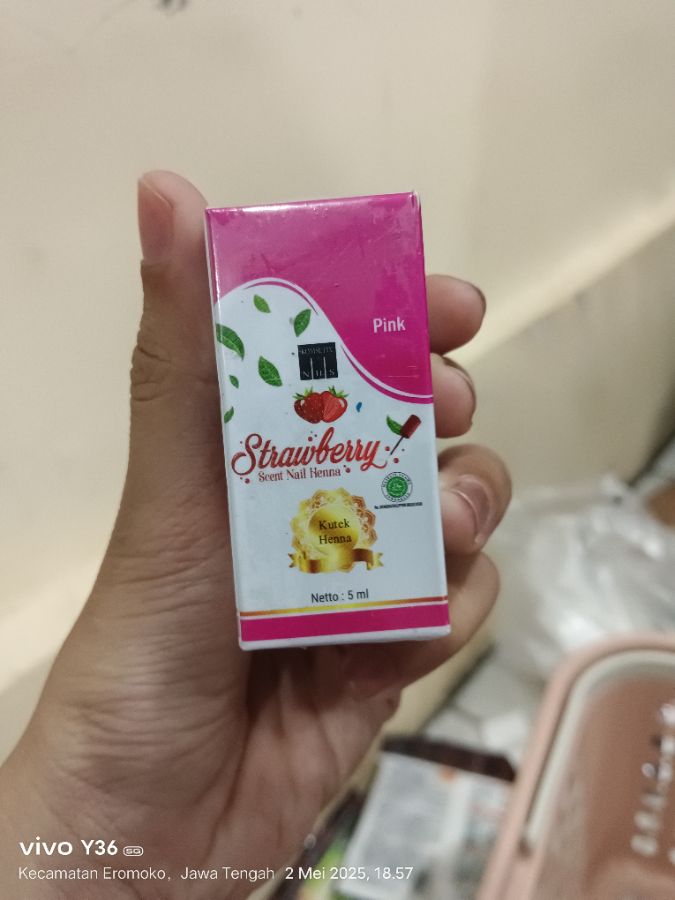 Pink
N H S
Strawberry
Scent Nail Henna
Kutek
Henna
Netto : 5 ml
vivo Y36 5G
Kecamatan Eromoko, Jawa Tengah 2 Mei 2025, 18.57